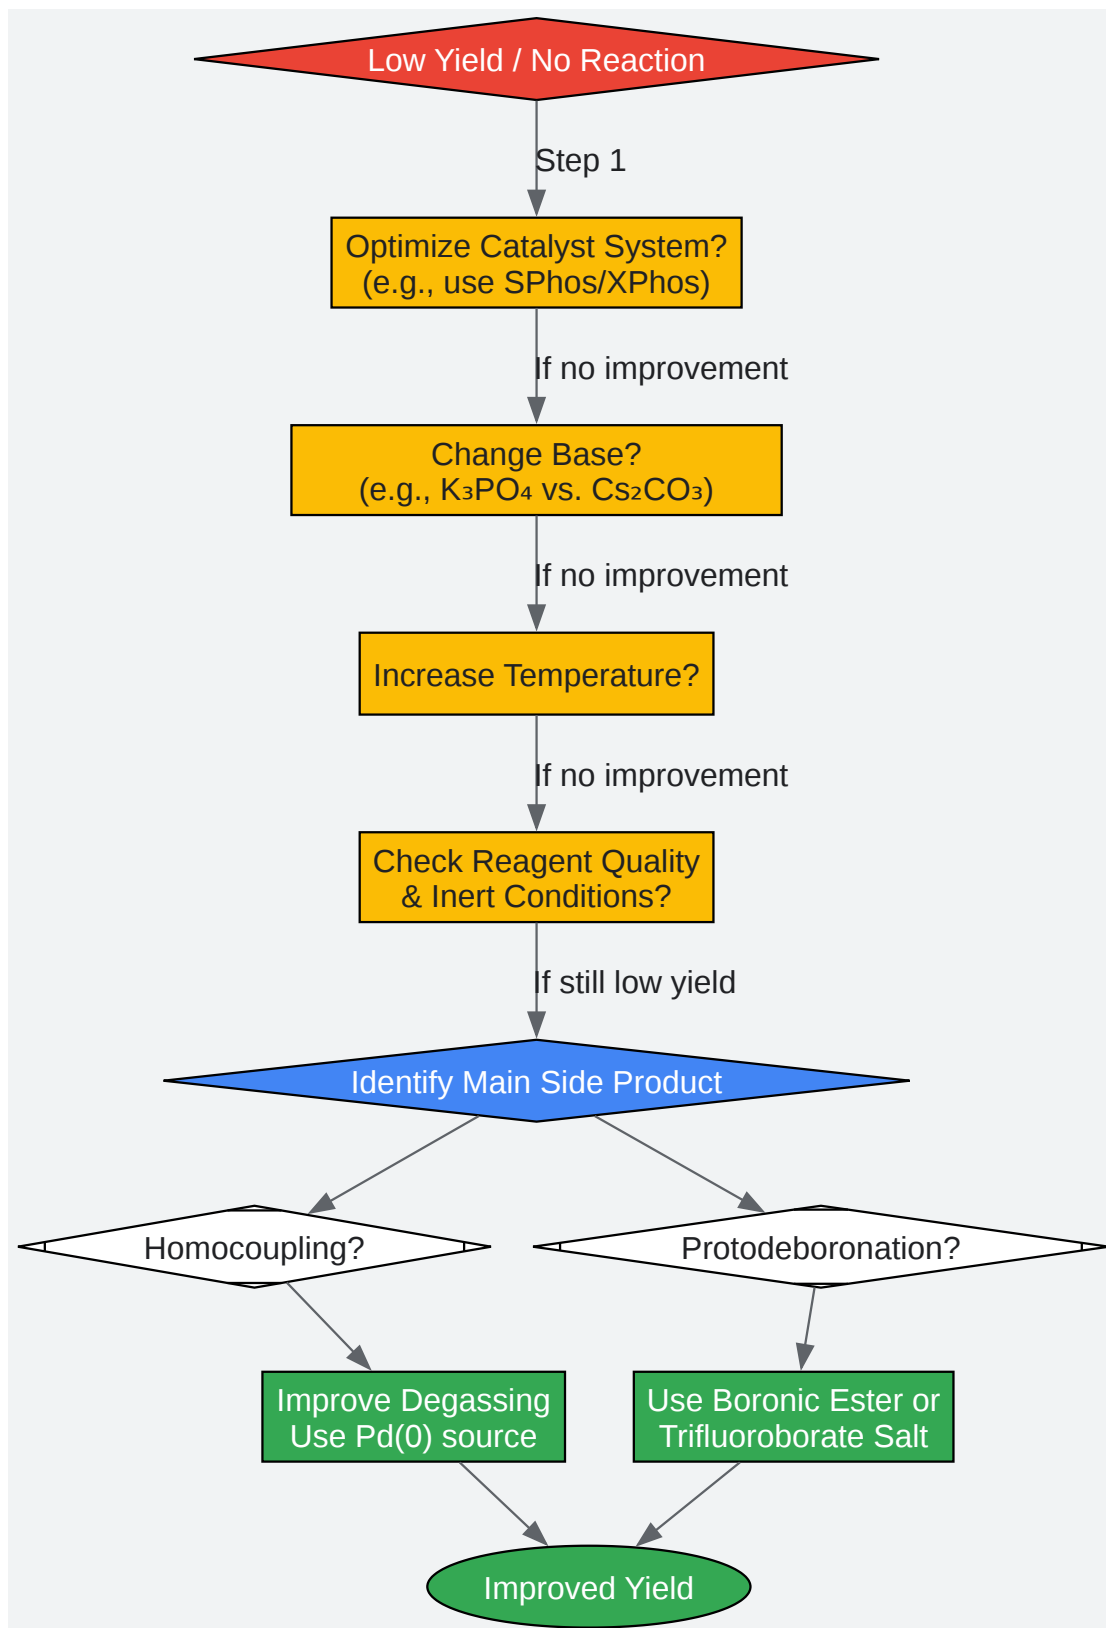 Low Yield / No Reaction
Step 1
Optimize Catalyst System?
(e.g., use SPhos/XPhos)
If no improvement
Change Base?
(e.g., K₃PO₄ vs. Cs₂CO₃)
If no improvement
Increase Temperature?
If no improvement
Check Reagent Quality
& Inert Conditions?
If still low yield
Identify Main Side Product
Homocoupling?
Protodeboronation?
Improve Degassing
Use Pd(0) source
Use Boronic Ester or
Trifluoroborate Salt
Improved Yield